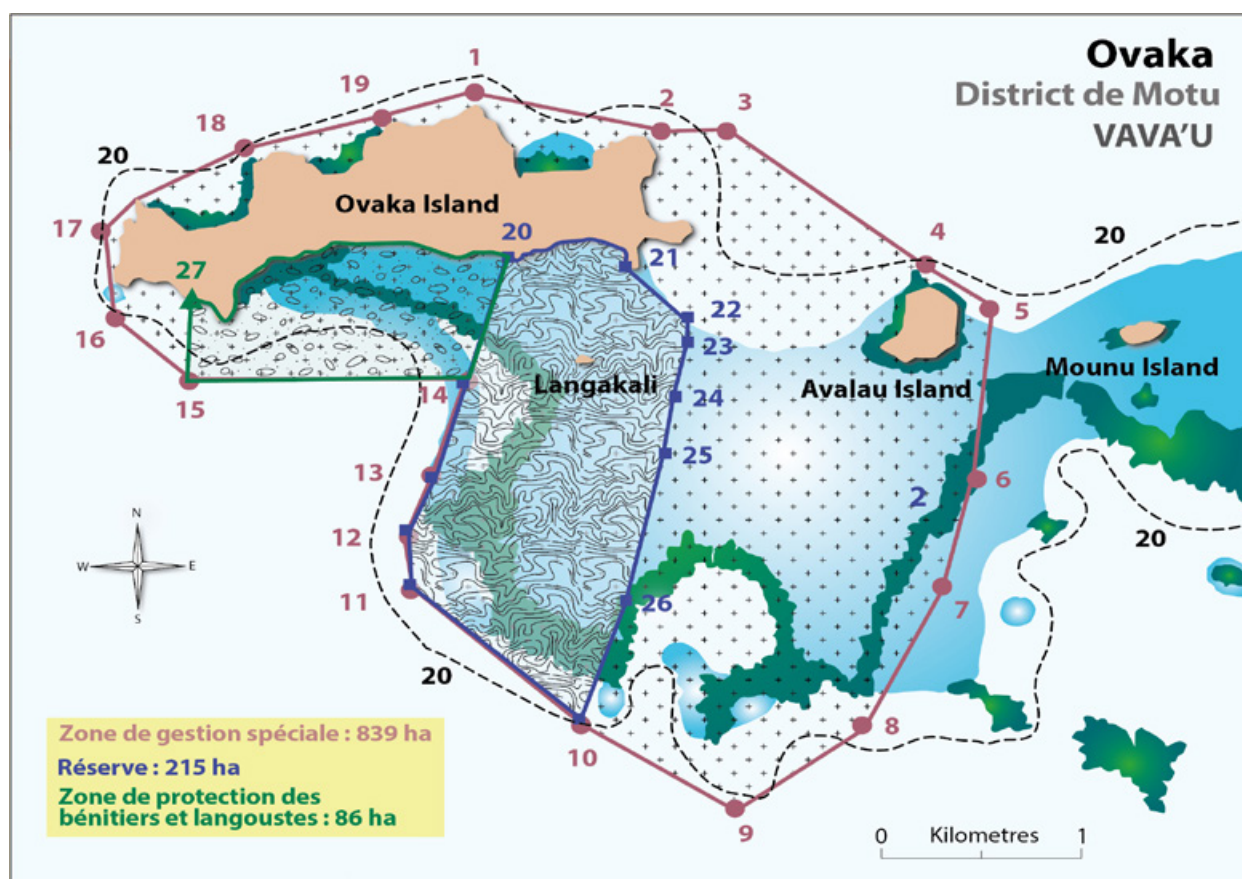 Ovaka
District de Motu
VAVA'U
1
19
2
3
18
20
17
Ovaka Island
20
4
20
27
21
5
22
16
23
Mounu Island
14
Langakali
24
Avalau Island
15
25
13
6
2
N
12
20
W
E
S
11
26
7
20
8
10
Zone de gestion spéciale : 839 ha
Réserve : 215 ha
Zone de protection des
bénitiers et langoustes : 86 ha
9
0 Kilometres 1